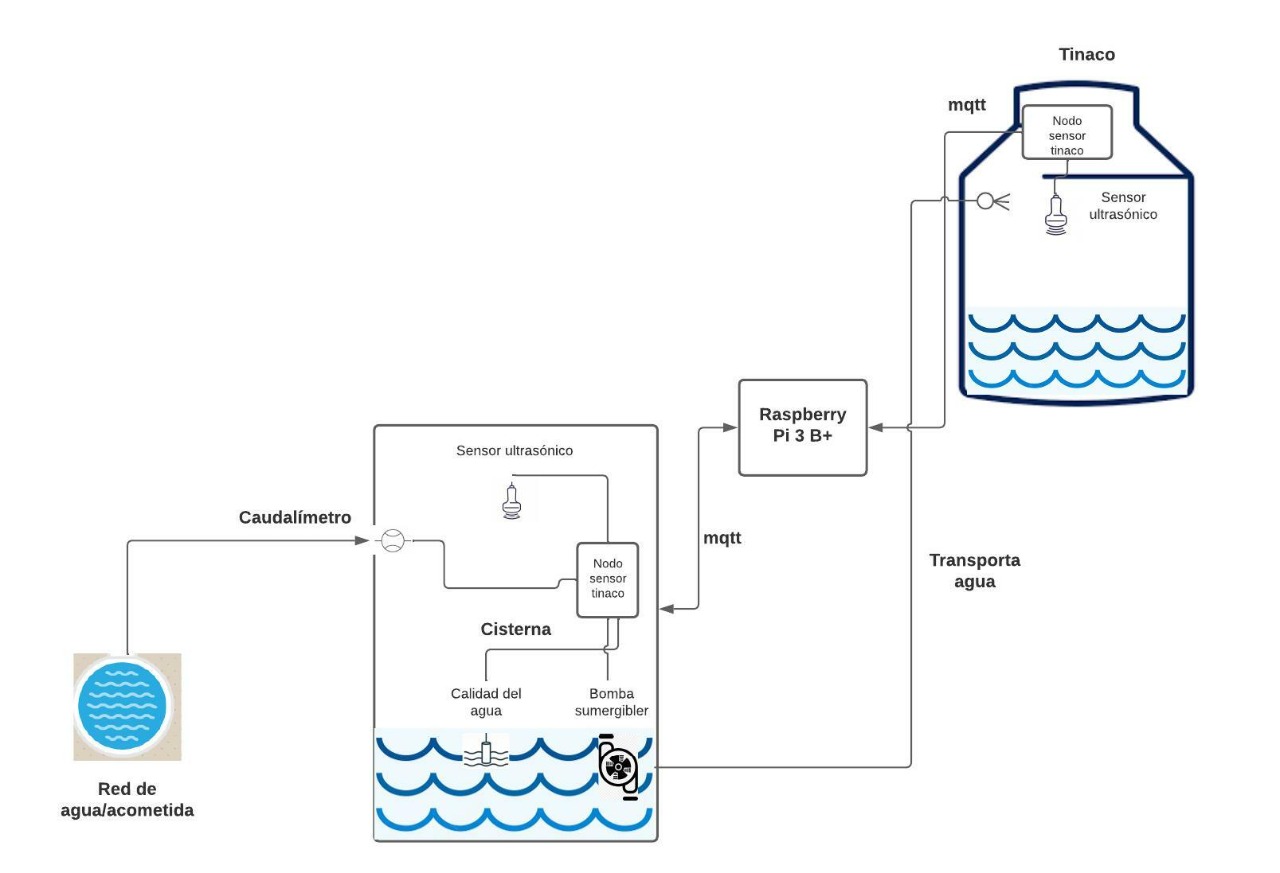 Tinaco
mqtt
Nodo
sensor
tinaco
Sensor
ultrasónico
Raspberry
Pi 3 B+
Sensor ultrasónico
Caudalímetro
mqtt
Nodo
sensor
tinaco
Transporta
agua
Cisterna
Calidad del
agua
Bomba
sumergibler
Red de
agua/acometida